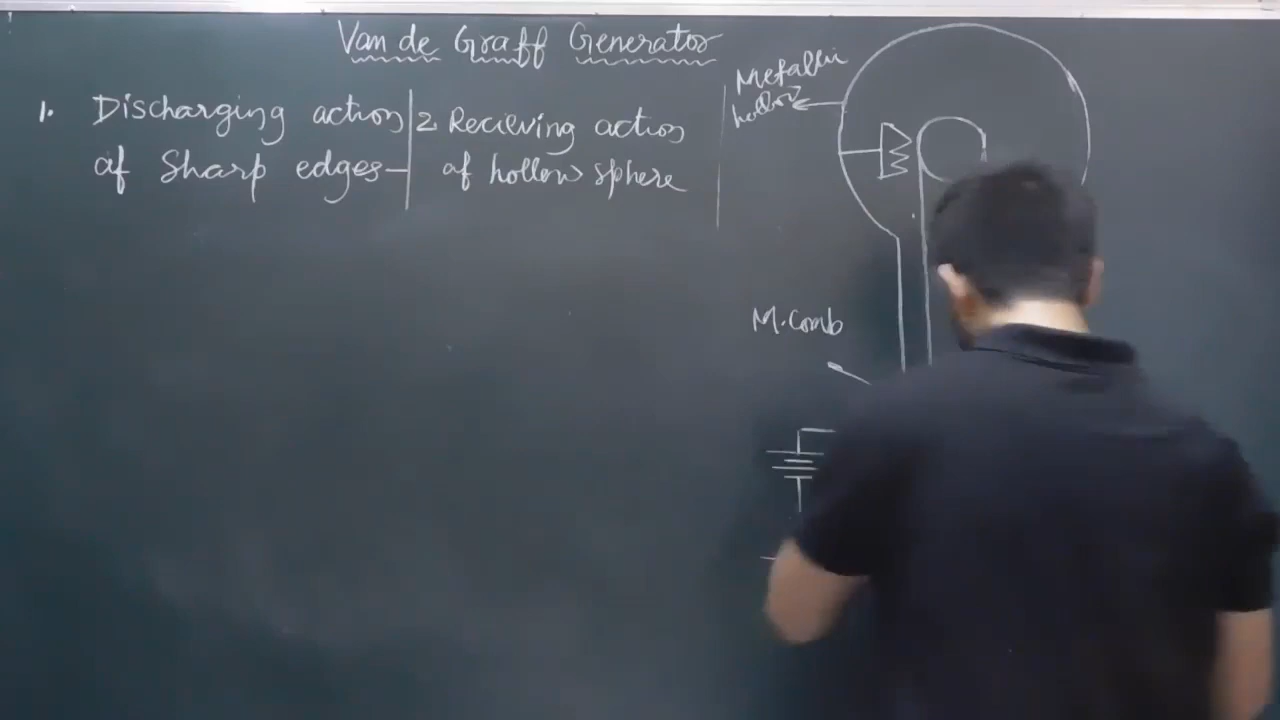 Van de Graff Generator
1. Discharging action
of Sharp edges-
2 Recieving action
of hollow sphere
Metallic
hollow
M. Comb